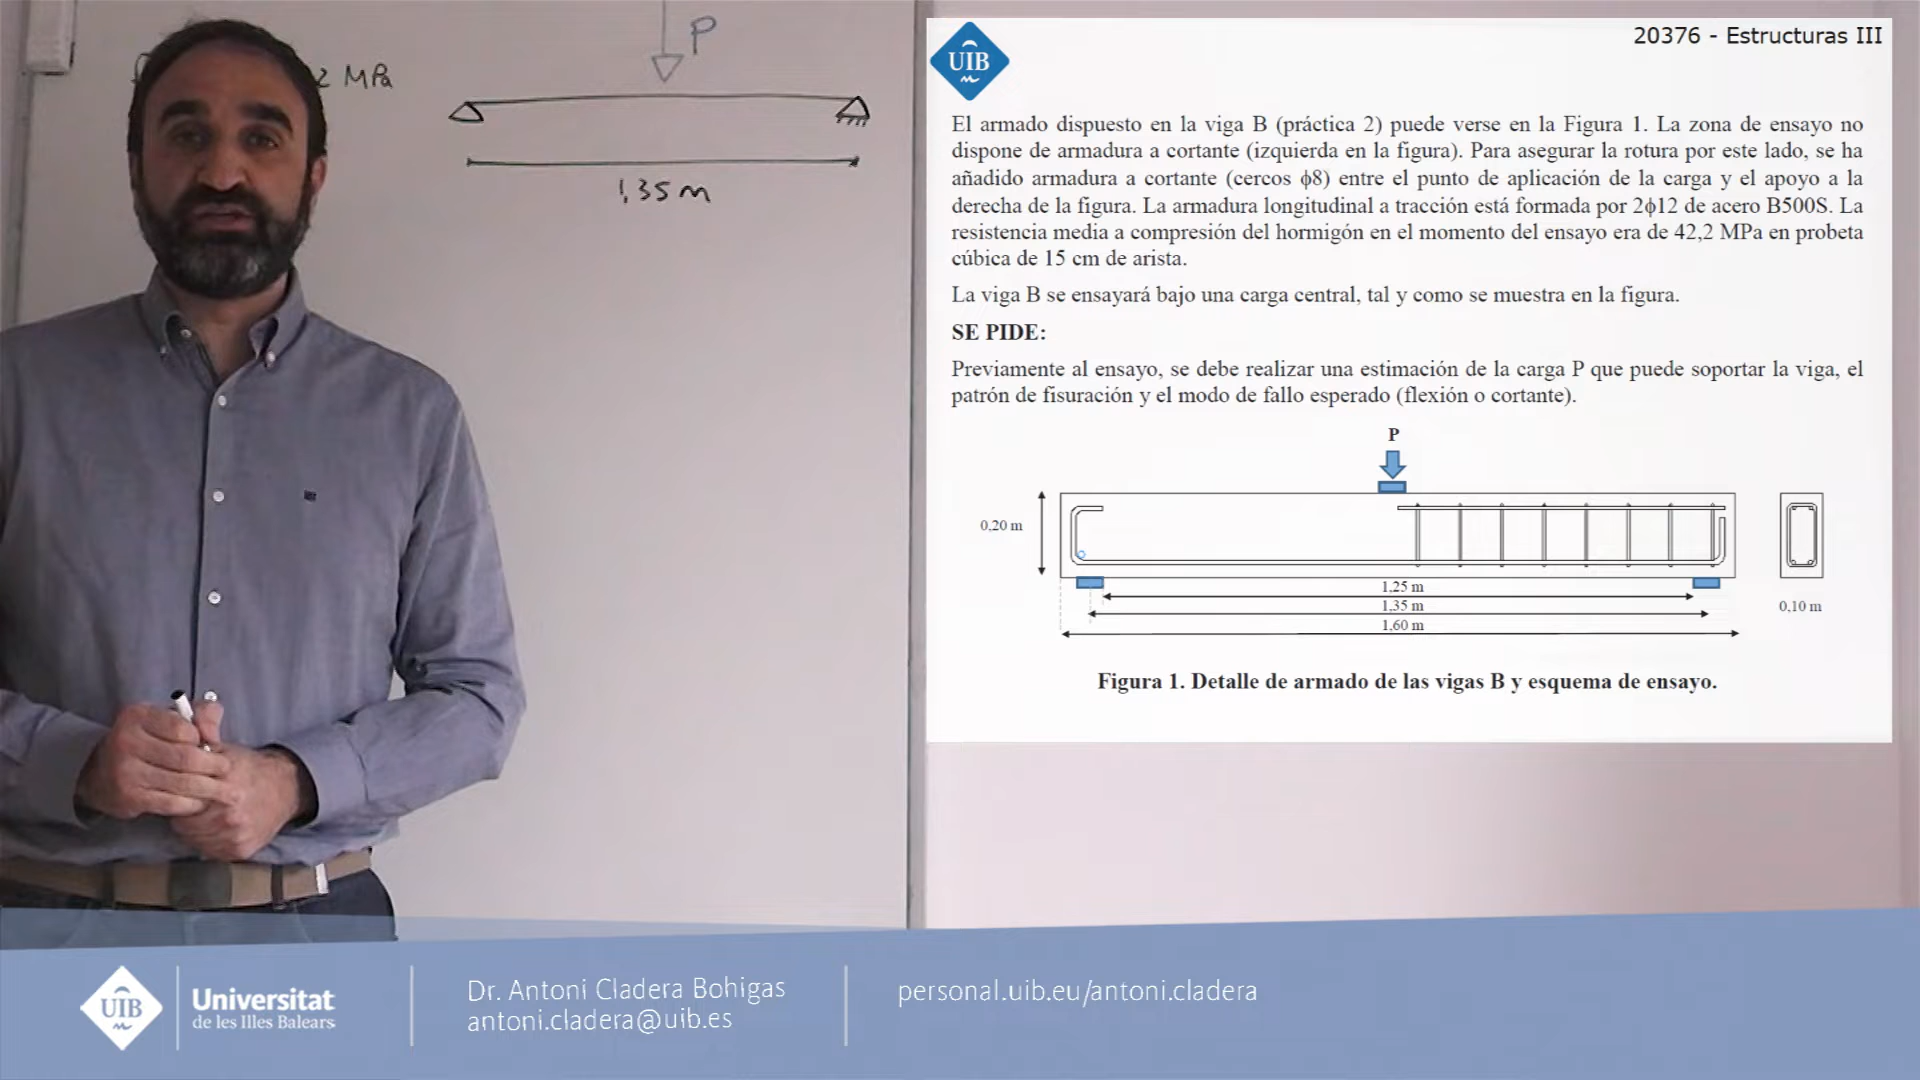 2 MPa
P
1,35 m
UIB
20376 - Estructuras III
El armado dispuesto en la viga B (práctica 2) puede verse en la Figura 1. La zona de ensayo no
dispone de armadura a cortante (izquierda en la figura). Para asegurar la rotura por este lado, se ha
añadido armadura a cortante (cercos ϕ8) entre el punto de aplicación de la carga y el apoyo a la
derecha de la figura. La armadura longitudinal a tracción está formada por 2ϕ12 de acero B500S. La
resistencia media a compresión del hormigón en el momento del ensayo era de 42,2 MPa en probeta
cúbica de 15 cm de arista.
La viga B se ensayará bajo una carga central, tal y como se muestra en la figura.
SE PIDE:
Previamente al ensayo, se debe realizar una estimación de la carga P que puede soportar la viga, el
patrón de fisuración y el modo de fallo esperado (flexión o cortante).
P
0,20 m
1,25 m
1,35 m
1,60 m
0,10 m
Figura 1. Detalle de armado de las vigas B y esquema de ensayo.
UIB
Universitat
de les Illes Balears
Dr. Antoni Cladera Bohigas
antoni.cladera@uib.es
personal.uib.eu/antoni.cladera